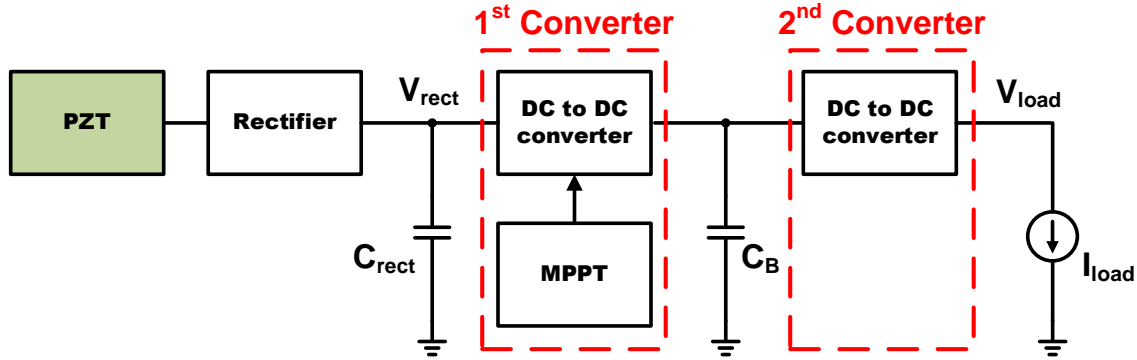 1st Converter
2nd Converter
PZT
Rectifier
Vrect
DC to DC
converter
DC to DC
converter
Vload
Crect
MPPT
CB
Iload